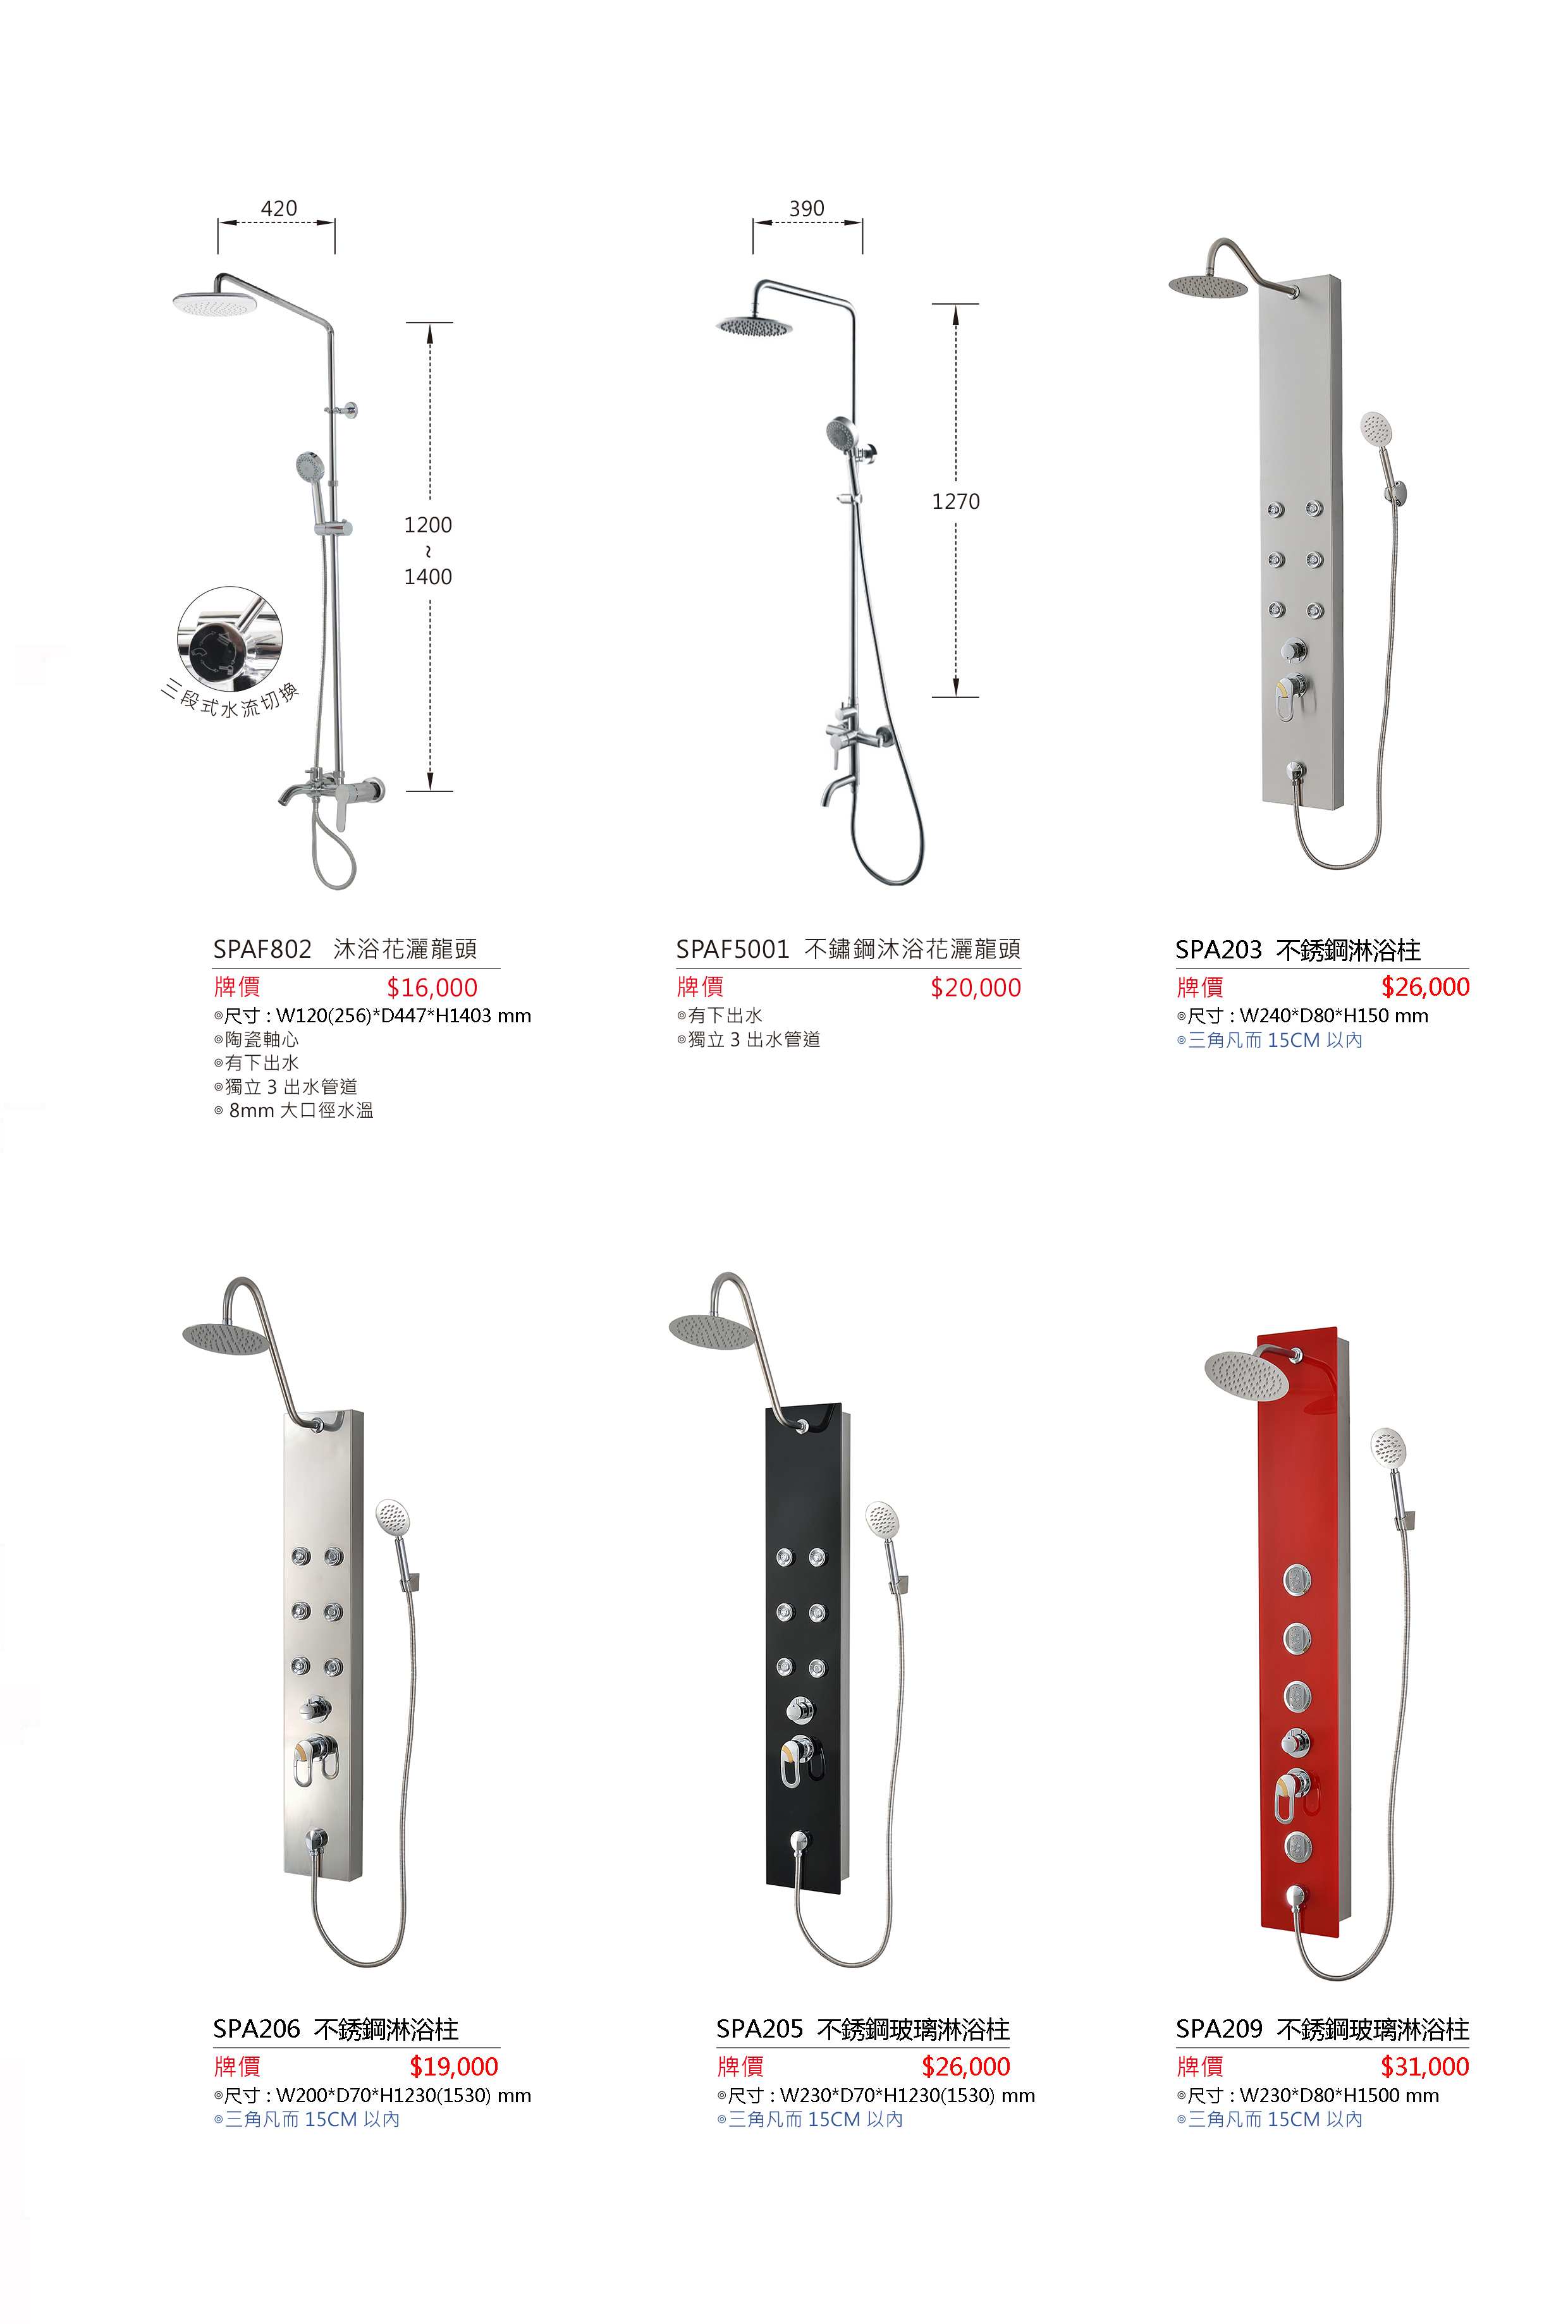 420
1200
~
1400
三段式水流切換
SPAF802 沐浴花灑龍頭
牌價 $16,000
◎尺寸 : W120(256)*D447*H1403 mm
◎陶瓷軸心
◎有下出水
◎獨立 3 出水管道
◎ 8mm 大口徑水溫
390
1270
SPAF5001 不鏽鋼沐浴花灑龍頭
牌價 $20,000
◎有下出水
◎獨立 3 出水管道
SPA203 不銹鋼淋浴柱
牌價 $26,000
◎尺寸 : W240*D80*H150 mm
◎三角凡而 15CM 以內
SPA206 不銹鋼淋浴柱
牌價 $19,000
◎尺寸 : W200*D70*H1230(1530) mm
◎三角凡而 15CM 以內
SPA205 不銹鋼玻璃淋浴柱
牌價 $26,000
◎尺寸 : W230*D70*H1230(1530) mm
◎三角凡而 15CM 以內
SPA209 不銹鋼玻璃淋浴柱
牌價 $31,000
◎尺寸 : W230*D80*H1500 mm
◎三角凡而 15CM 以內